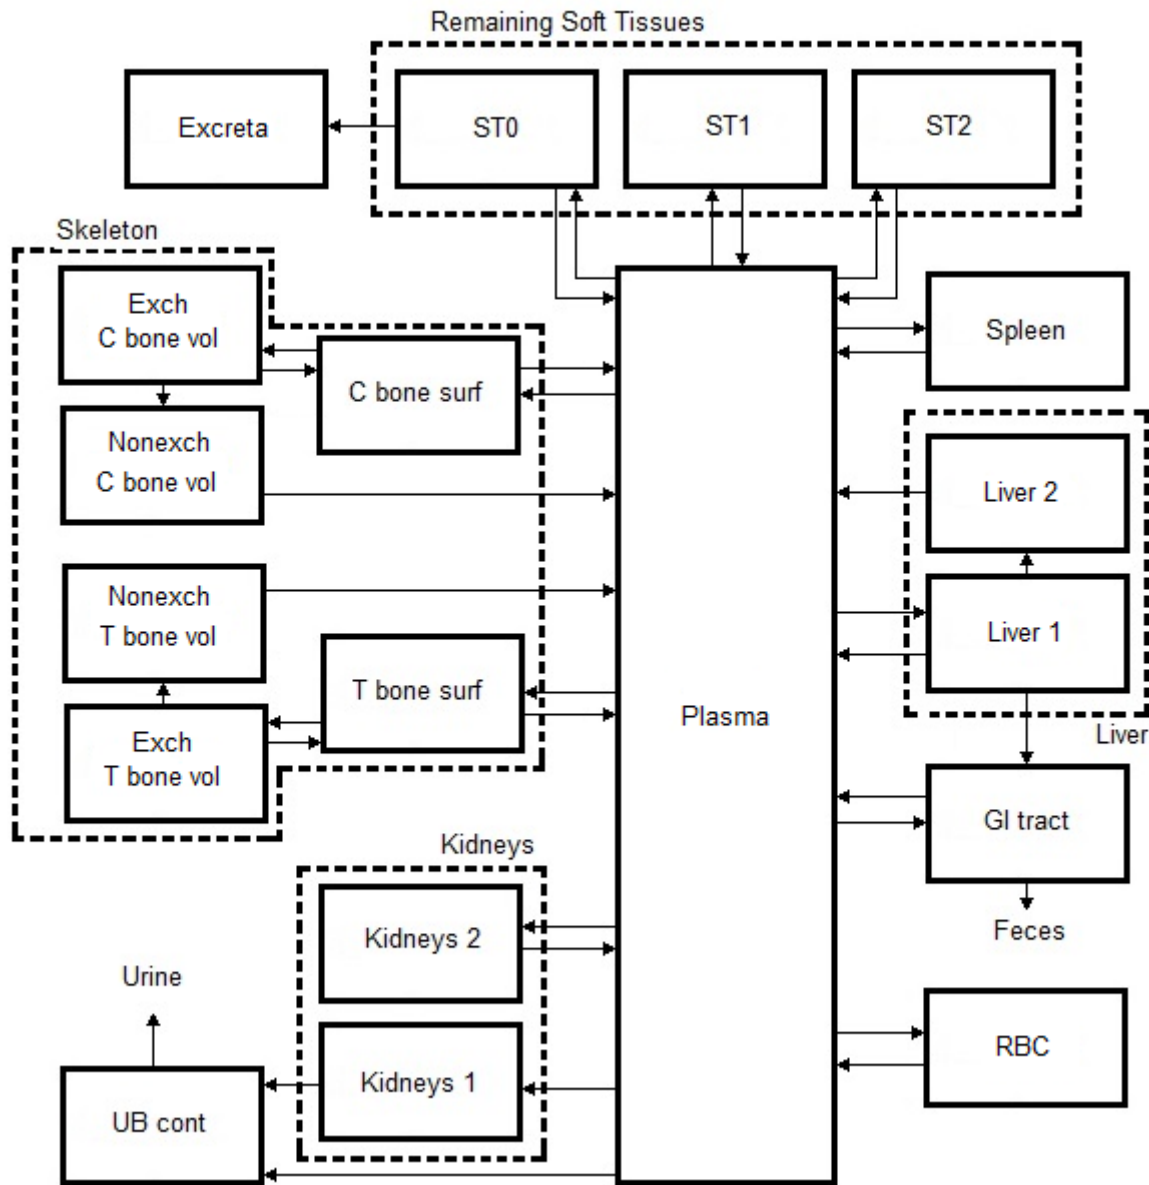 Remaining Soft Tissues
Excreta
ST0
ST1
ST2
Skeleton
Exch
C bone vol
C bone surf
Nonexch
C bone vol
Nonexch
T bone vol
T bone surf
Exch
T bone vol
Plasma
Spleen
Liver 2
Liver 1
Liver
GI tract
Feces
Kidneys
Kidneys 2
Urine
Kidneys 1
UB cont
RBC